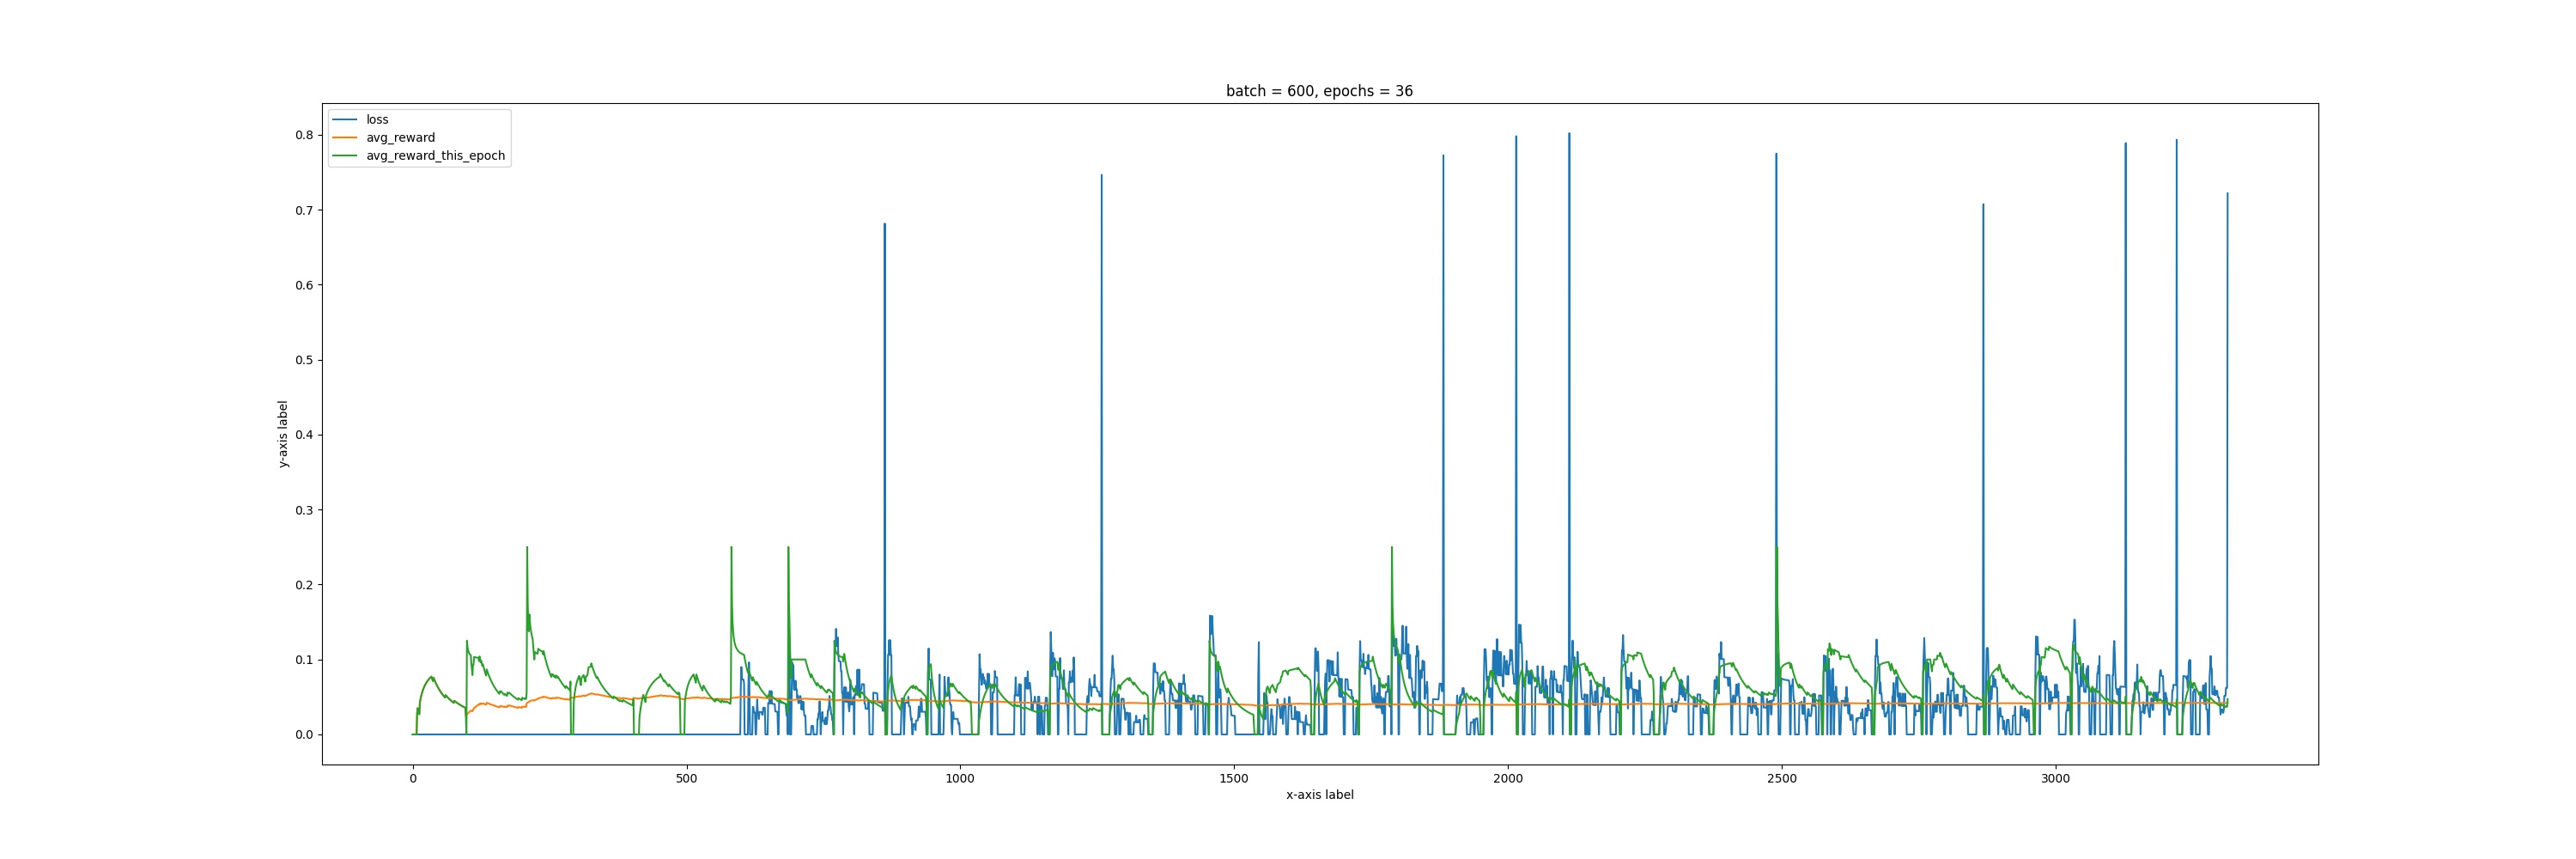 batch = 600, epochs = 36
loss
avg_reward
avg_reward_this_epoch
0.8
0.7
0.6
0.5
0.4
0.3
0.2
0.1
0.0
y-axis label
0 500 1000 1500 2000 2500 3000
x-axis label